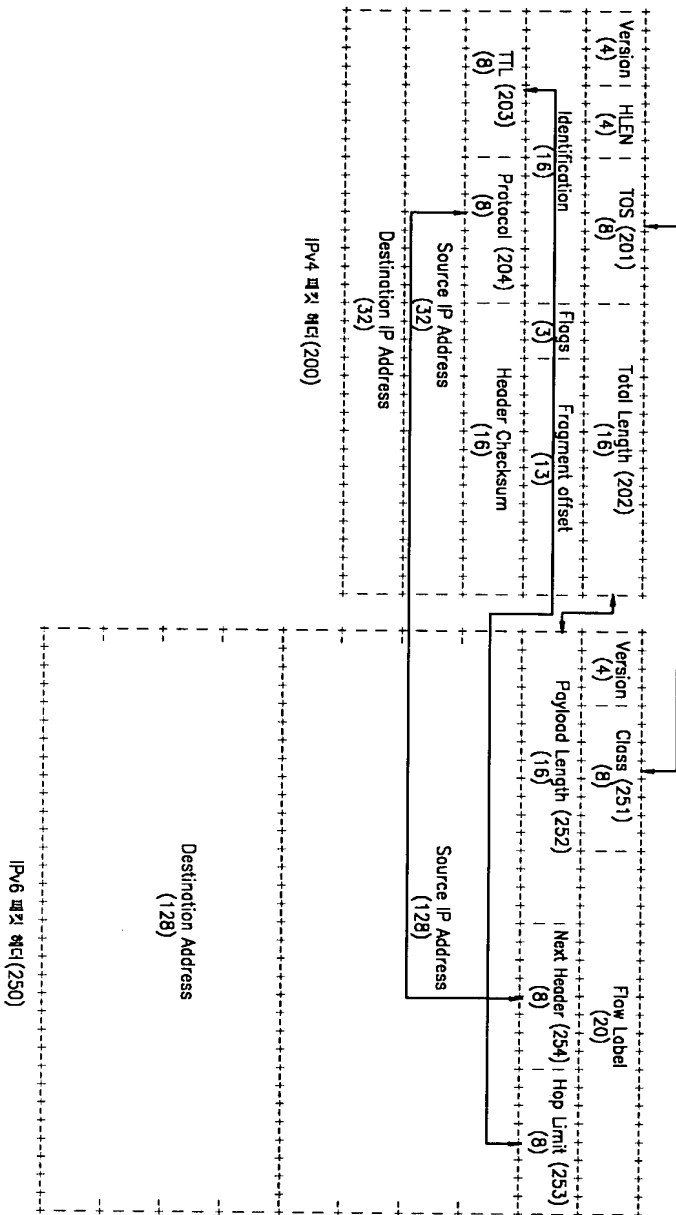 Version HLEN TOS (201) Total Length (202)
(4) (4) (8) (16)
Identification Flags Fragment offset
(16) (3) (13)
TTL (203) Protocol (204) Header Checksum
(8) (8) (16)
Source IP Address
(32)
Destination IP Address
(32)
IPv4 패킷 헤더(200)
Version Class (251) Flow Label
(4) (8) (20)
Payload Length (252) Next Header (254) Hop Limit (253)
(16) (8) (8)
Source IP Address
(128)
Destination Address
(128)
IPv6 패킷 헤더(250)